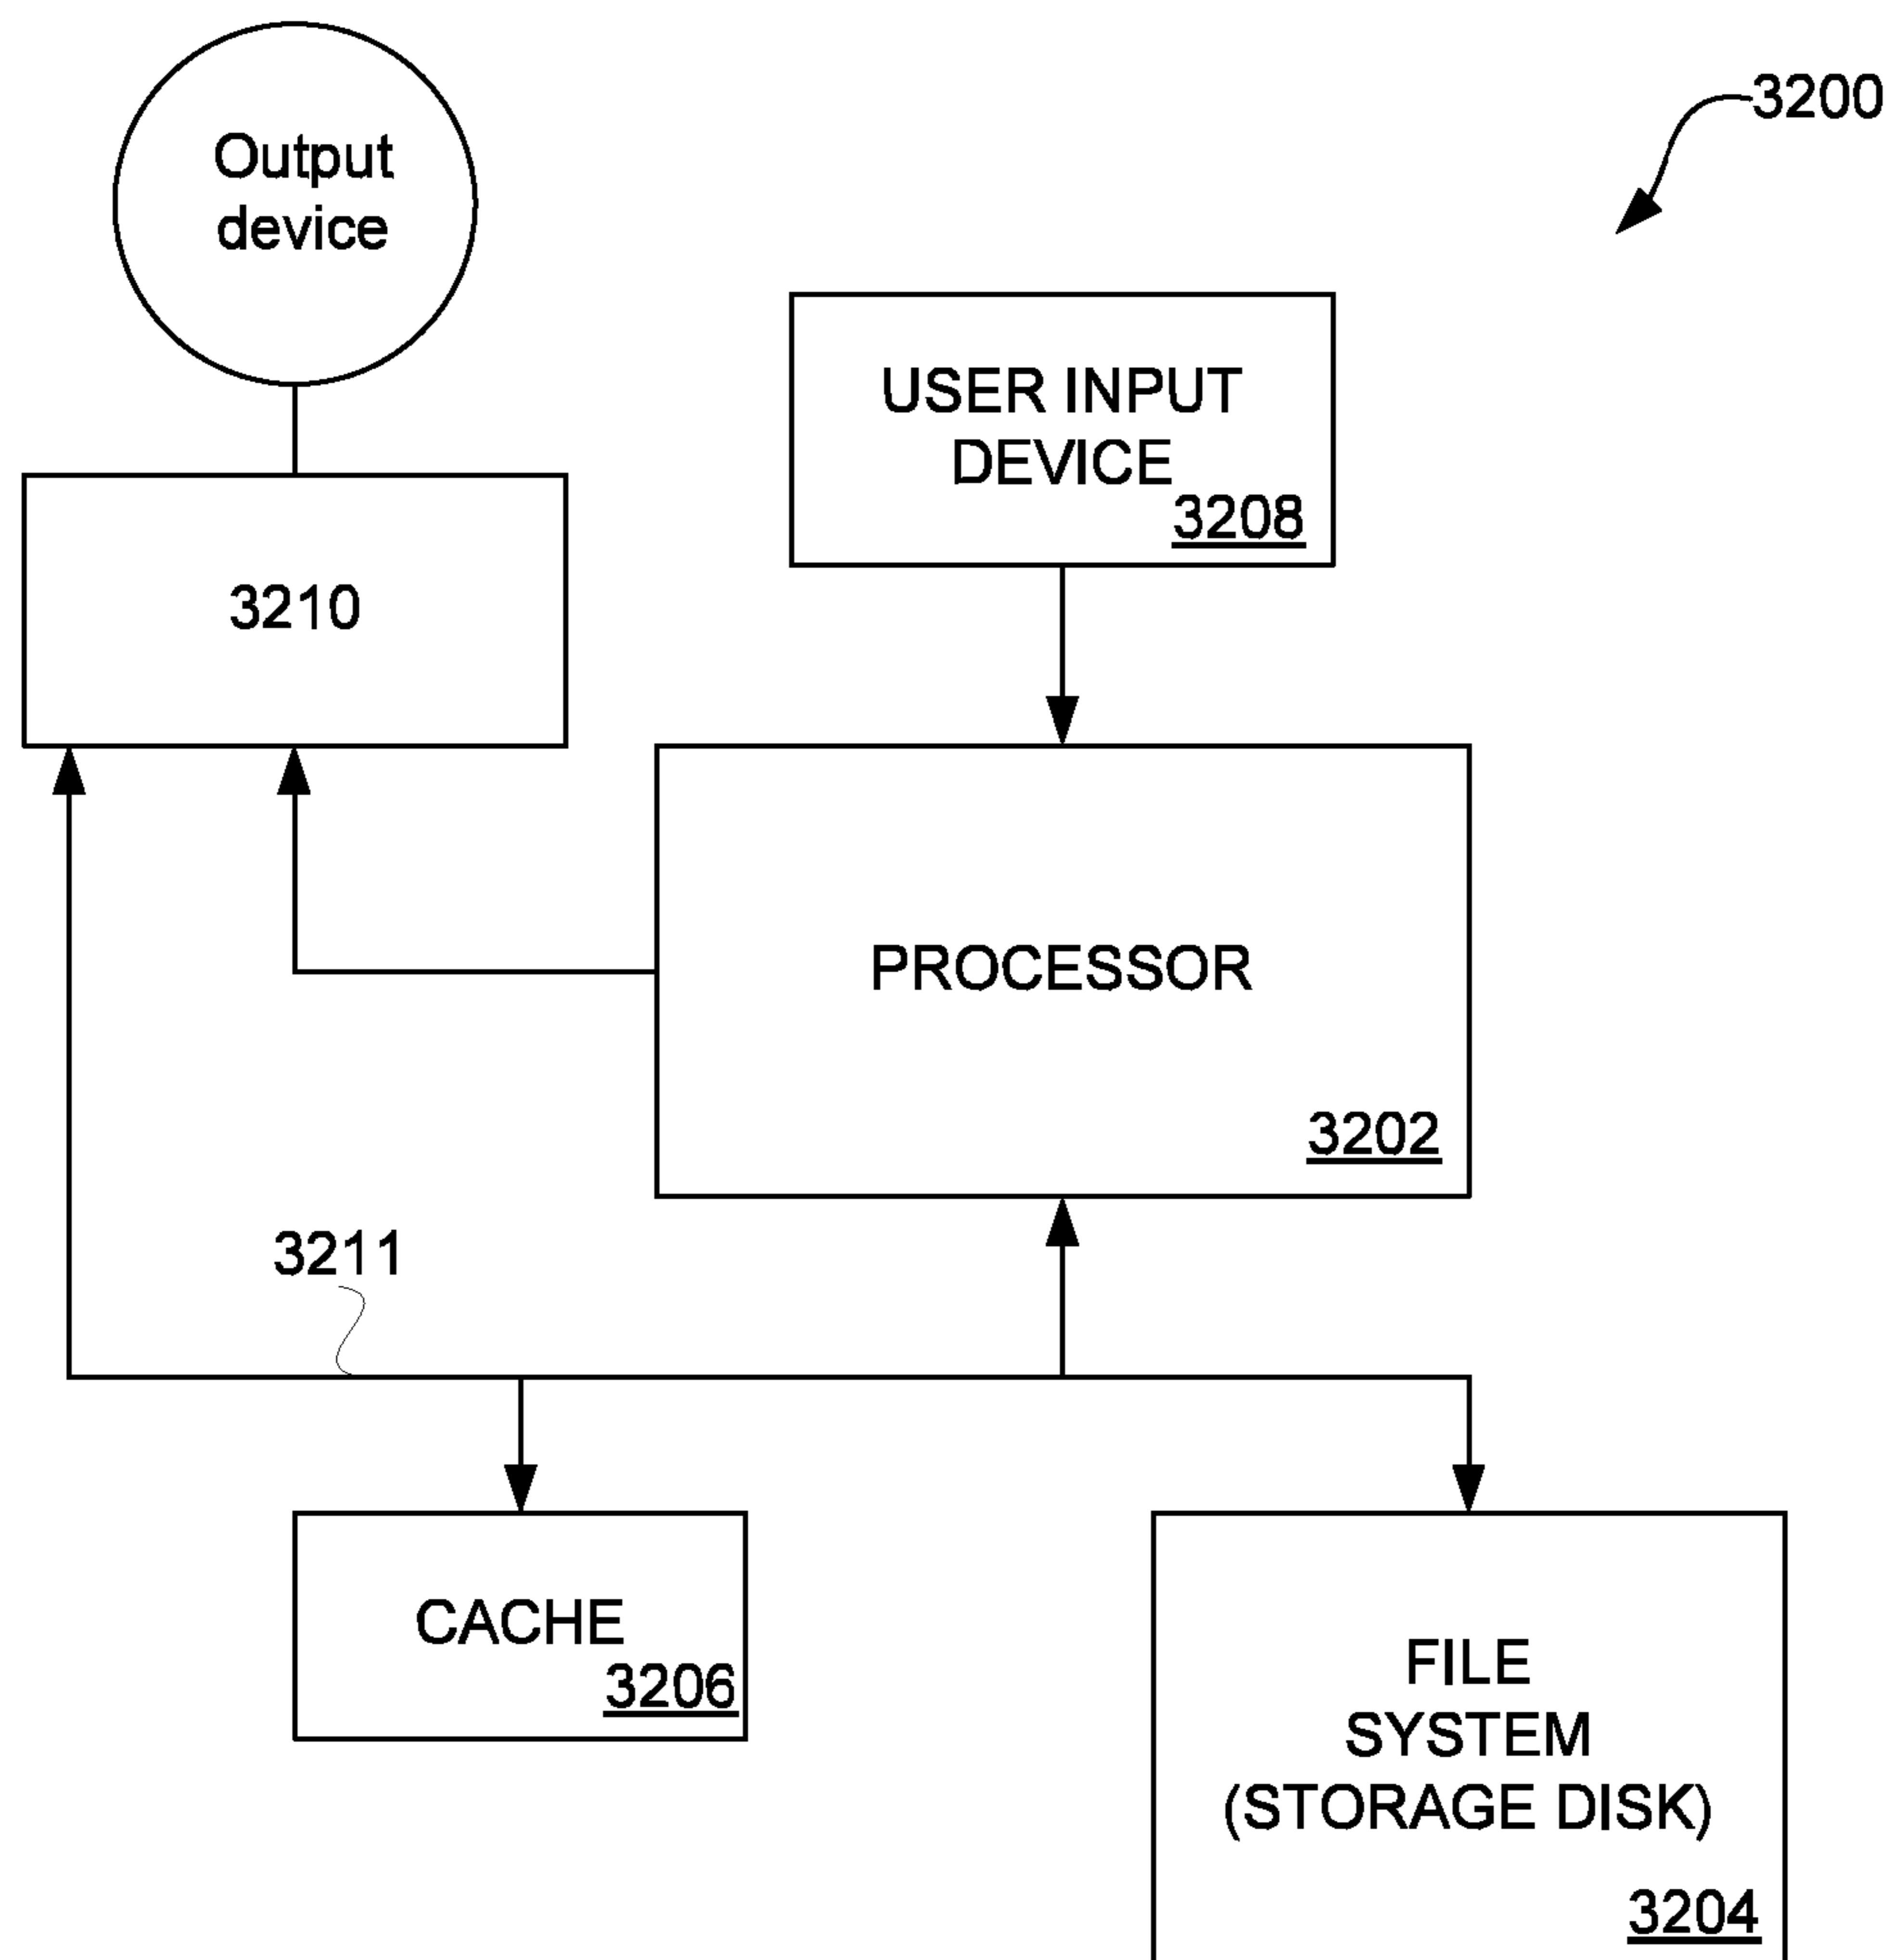 3200
Output
device
USER INPUT
DEVICE
3208
3210
PROCESSOR
3202
3211
CACHE
3206
FILE
SYSTEM
(STORAGE DISK)
3204